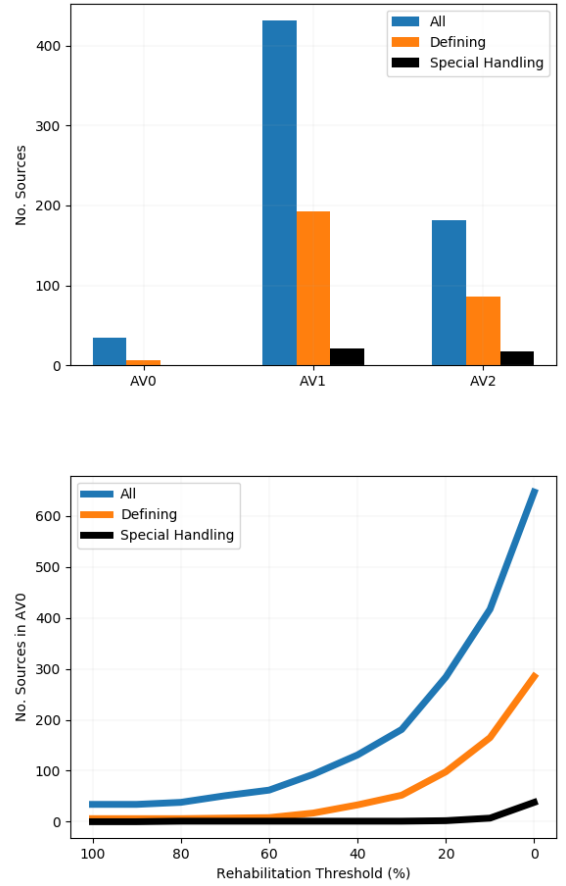 All
Defining
Special Handling
400
300
200
100
0
No. Sources
AV0 AV1 AV2
All
Defining
Special Handling
600
500
400
300
200
100
0
No. Sources in AV0
100 80 60 40 20 0
Rehabilitation Threshold (%)